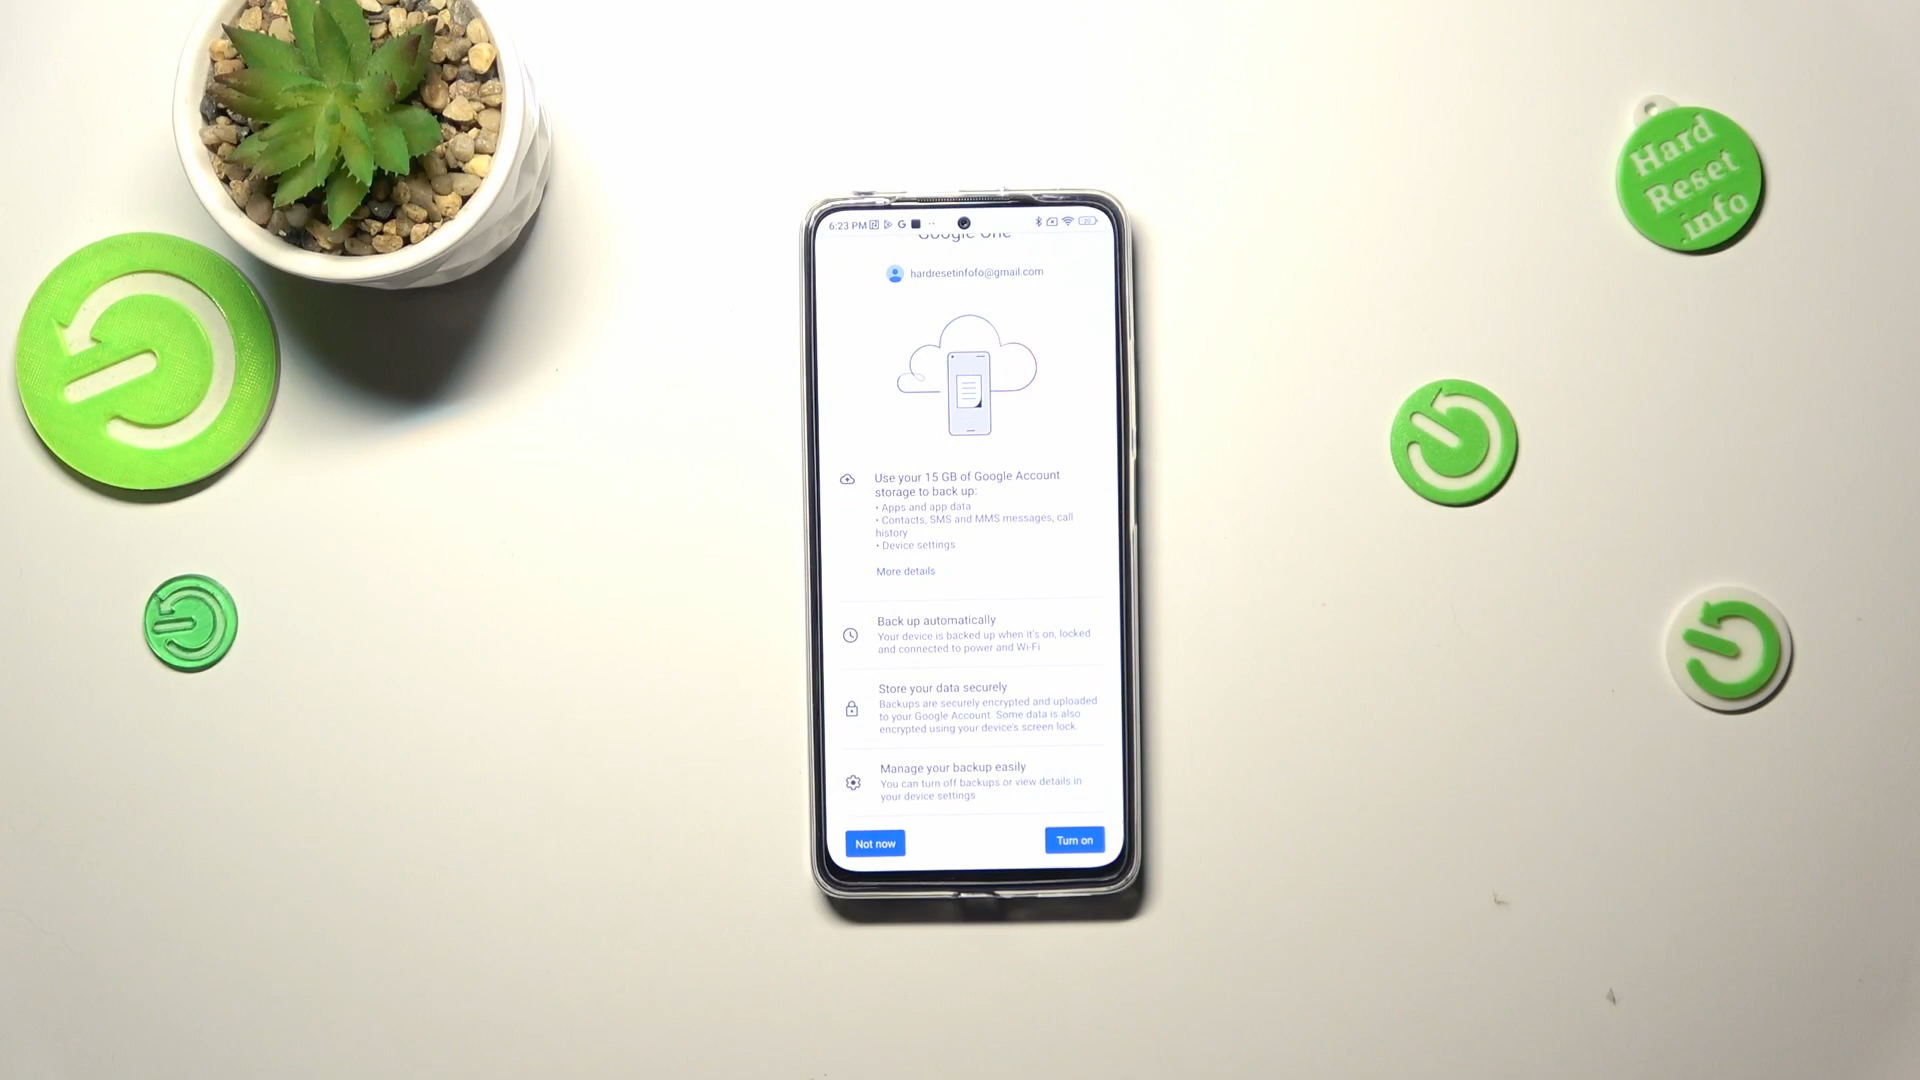 Hard
Reset
.info
6:23 PM
Google One
hardresetinfofo@gmail.com
Use your 15 GB of Google Account
storage to back up:
• Apps and app data
• Contacts, SMS and MMS messages, call
history
• Device settings
More details
Back up automatically
Your device is backed up when it's on, locked
and connected to power and Wi-Fi
Store your data securely
Backups are securely encrypted and uploaded
to your Google Account. Some data is also
encrypted using your device's screen lock.
Manage your backup easily
You can turn off backups or view details in
your device settings
Not now
Turn on